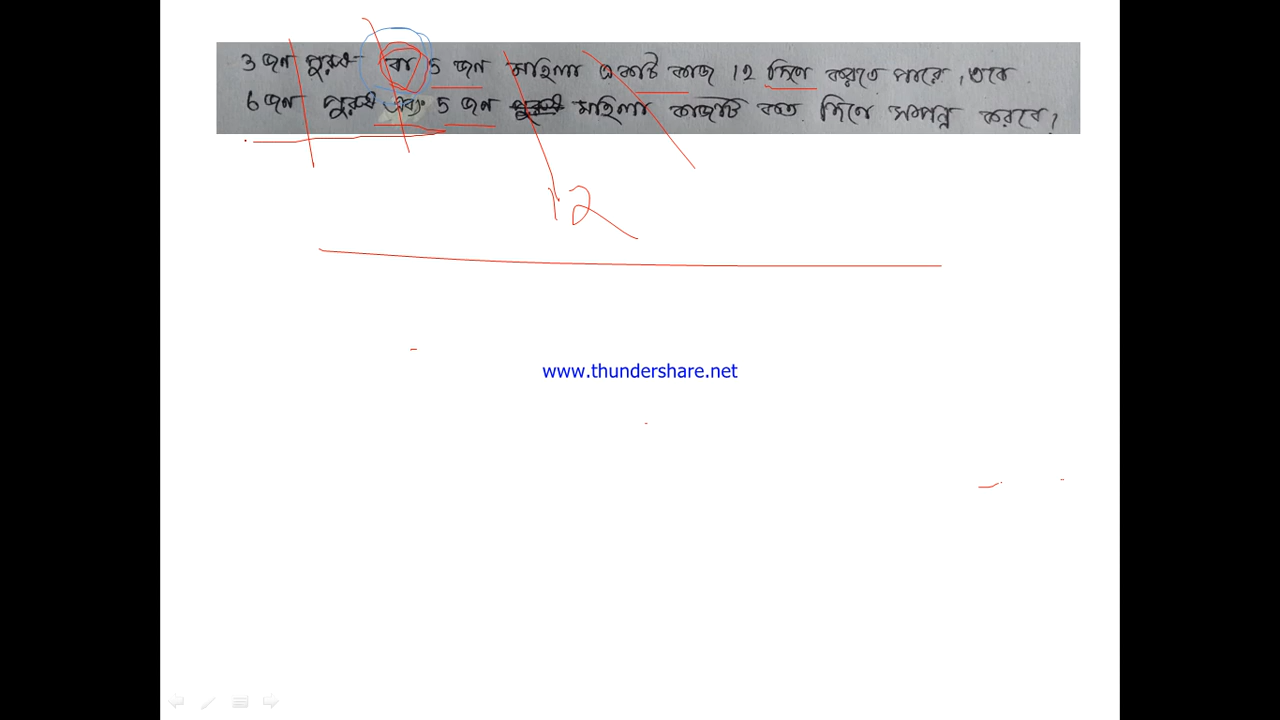 3 জন পুরুষ বা 5 জন মহিলা একটি কাজ 12 দিনে করতে পারে, তবে
6 জন পুরুষ এবং 5 জন মহিলা কাজটি কত দিনে সম্পন্ন করবে?
12
www.thundershare.net